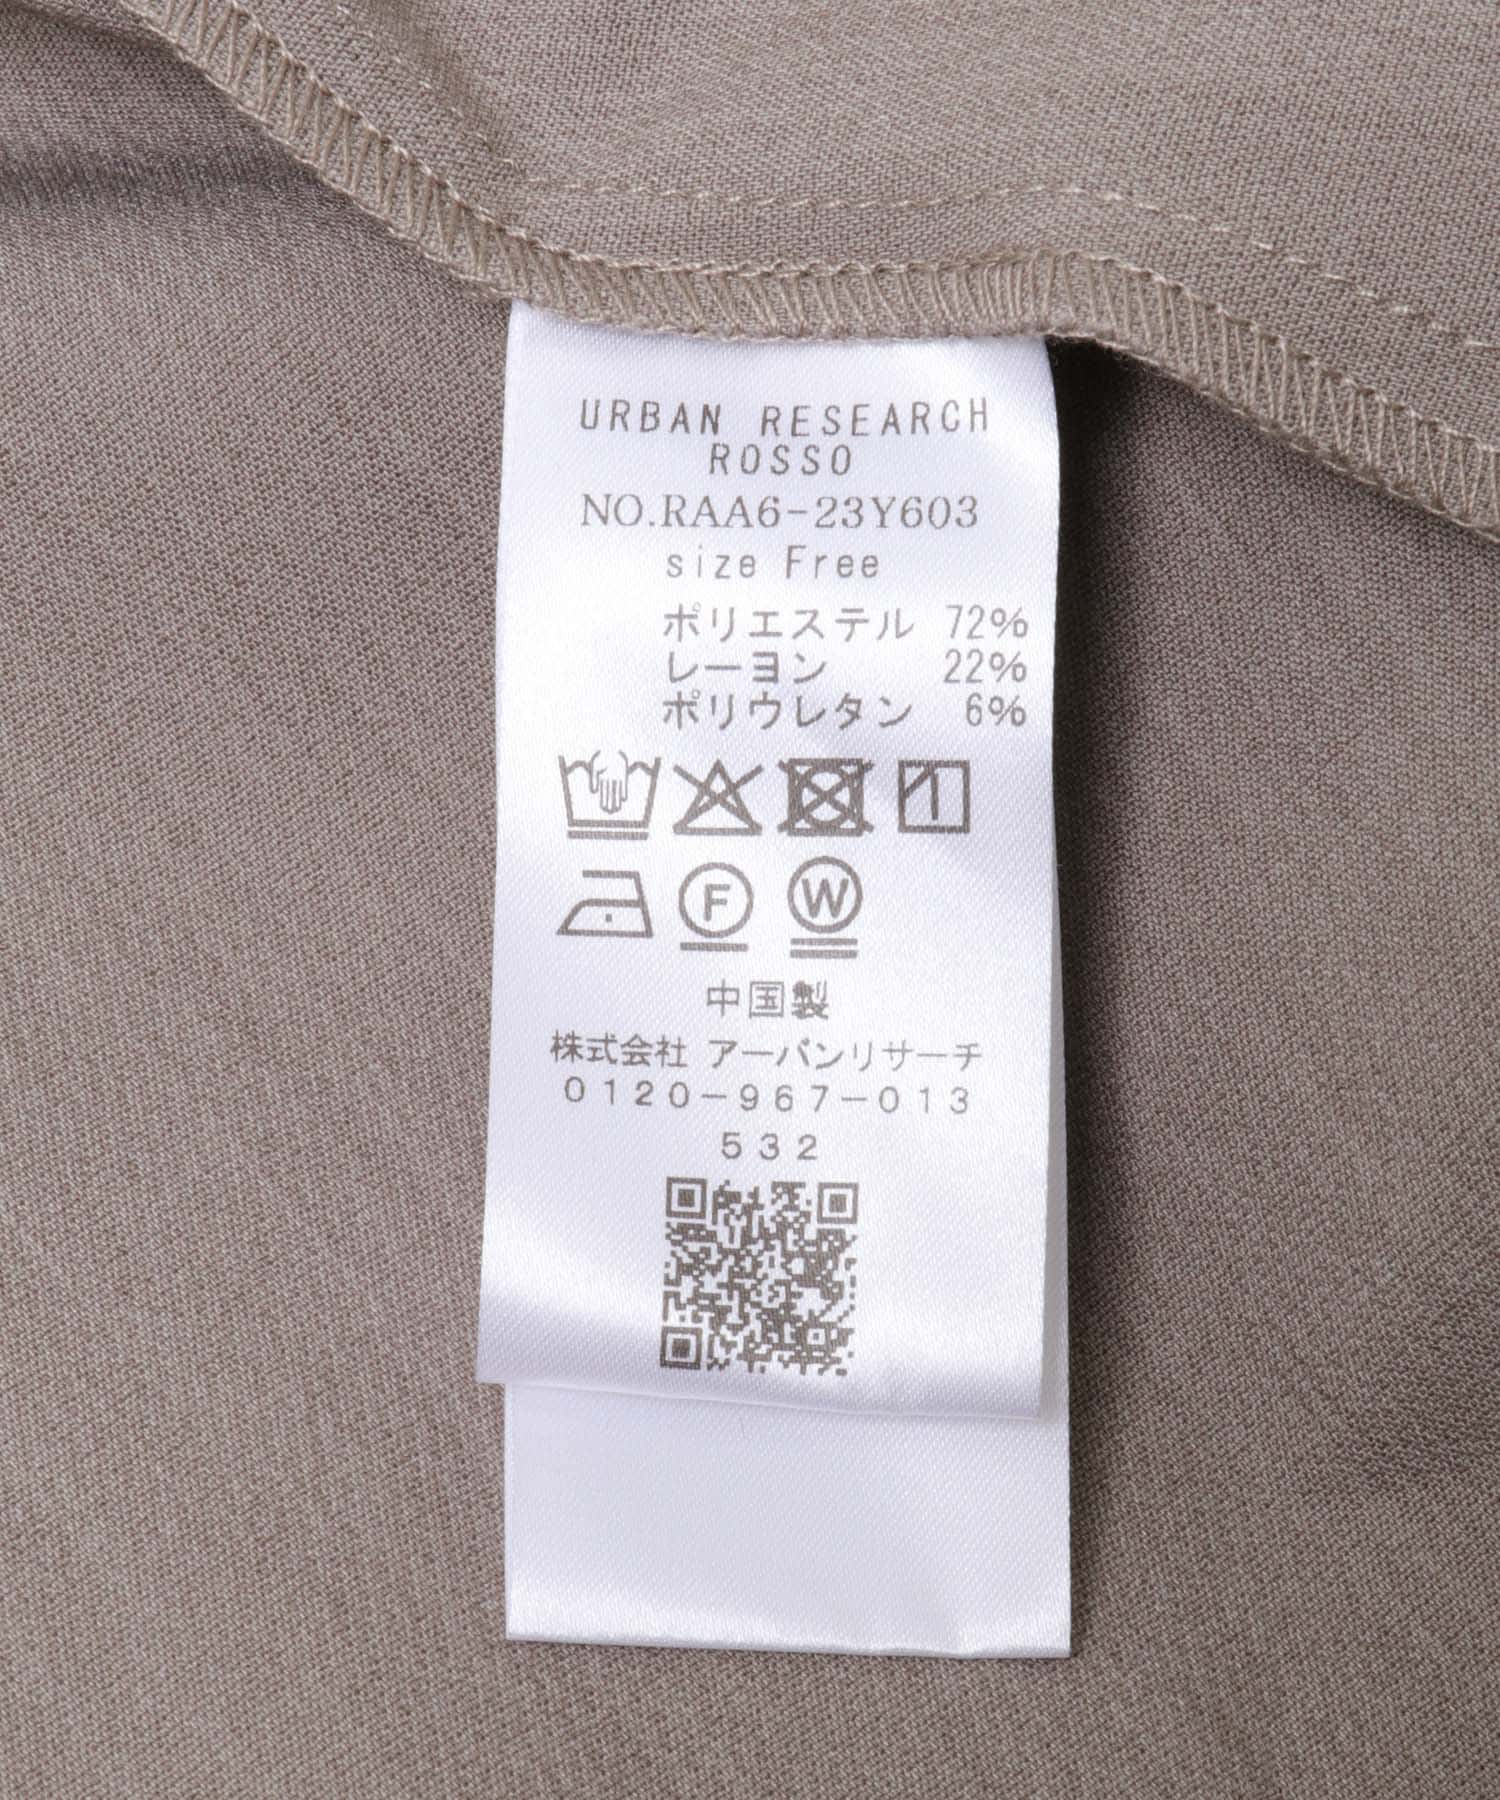 URBAN RESEARCH
ROSSO
NO.RAA6-23Y603
size Free
ポリエステル 72%
レーヨン 22%
ポリウレタン 6%
F W
中国製
株式会社 アーバンリサーチ
0120-967-013
532